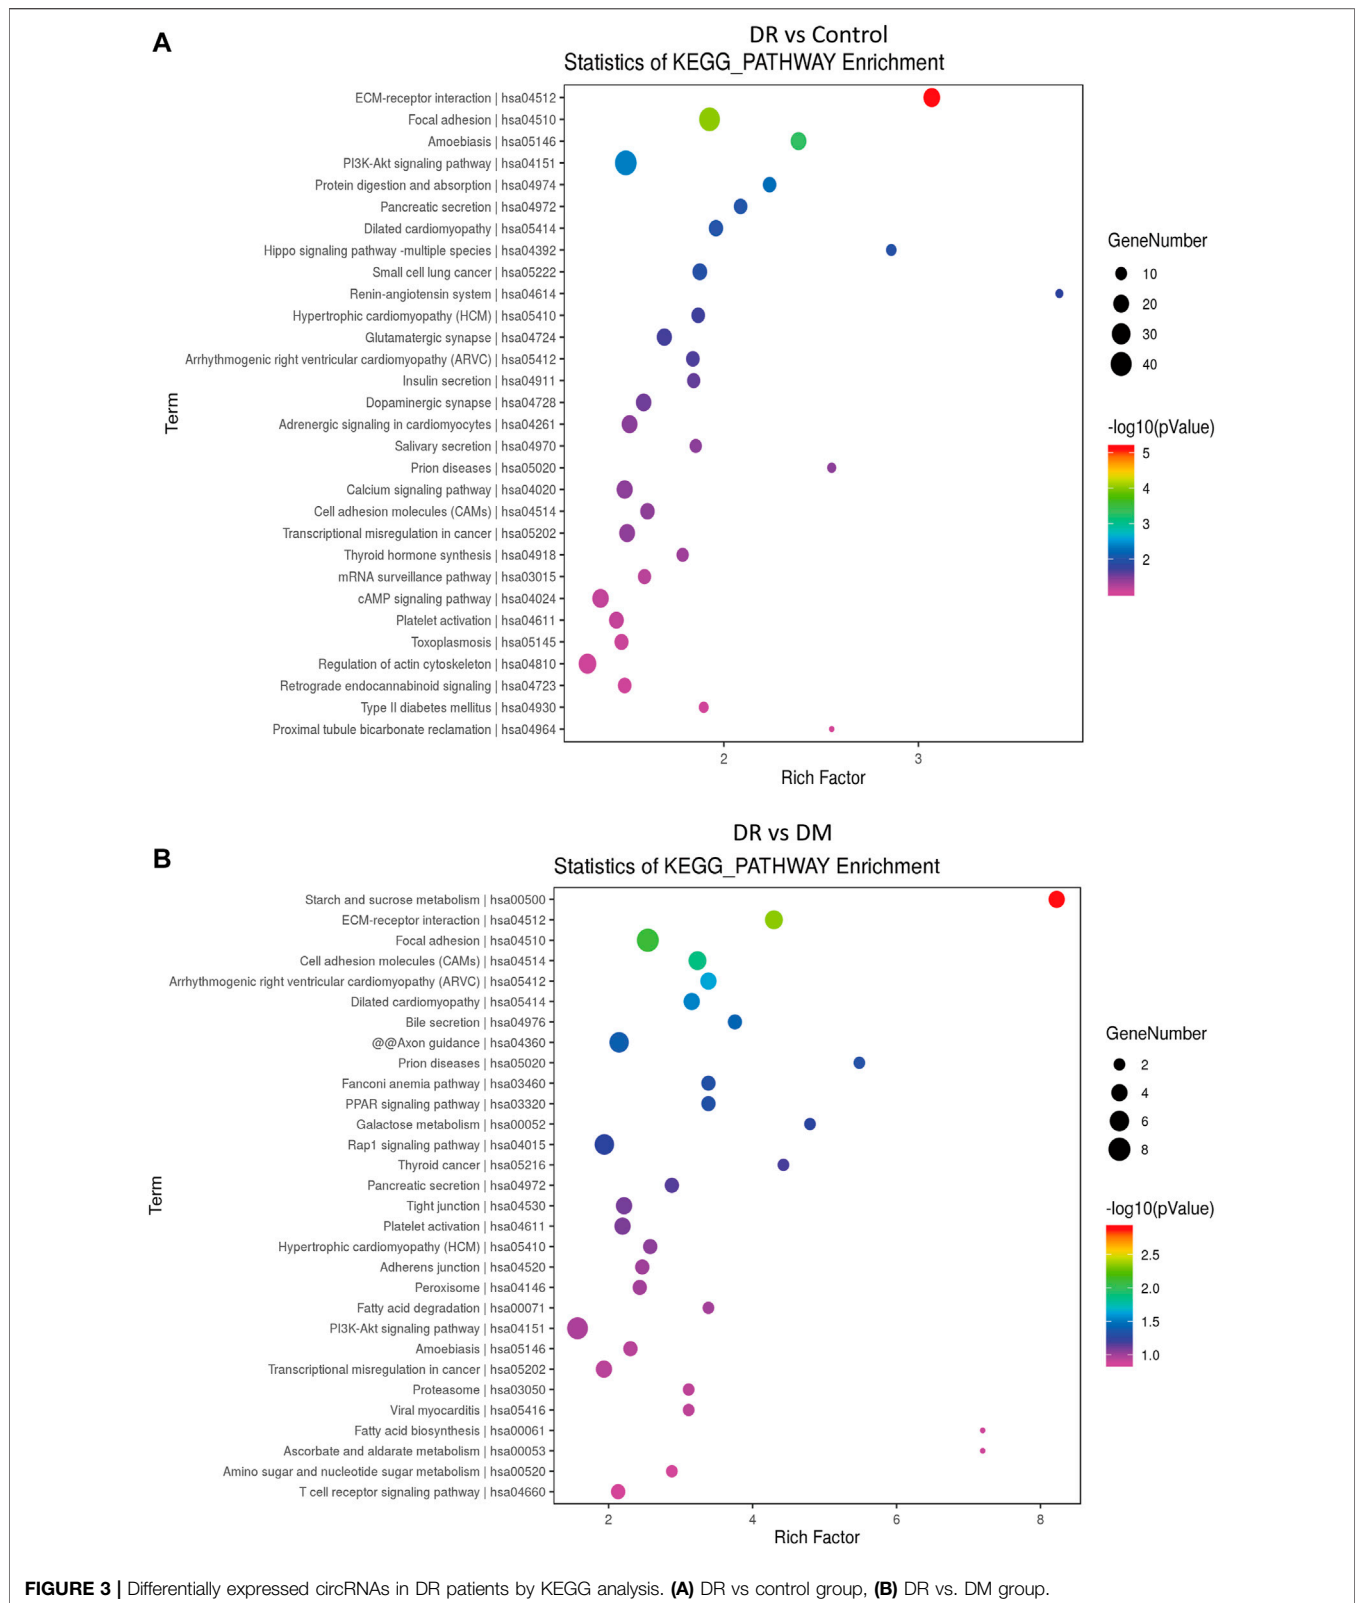 A
DR vs Control
Statistics of KEGG_PATHWAY Enrichment
ECM-receptor interaction | hsa04512
Focal adhesion | hsa04510
Amoebiasis | hsa05146
PI3K-Akt signaling pathway | hsa04151
Protein digestion and absorption | hsa04974
Pancreatic secretion | hsa04972
Dilated cardiomyopathy | hsa05414
Hippo signaling pathway -multiple species | hsa04392
Small cell lung cancer | hsa05222
Renin-angiotensin system | hsa04614
Hypertrophic cardiomyopathy (HCM) | hsa05410
Glutamatergic synapse | hsa04724
Arrhythmogenic right ventricular cardiomyopathy (ARVC) | hsa05412
Insulin secretion | hsa04911
Dopaminergic synapse | hsa04728
Adrenergic signaling in cardiomyocytes | hsa04261
Salivary secretion | hsa04970
Prion diseases | hsa05020
Calcium signaling pathway | hsa04020
Cell adhesion molecules (CAMs) | hsa04514
Transcriptional misregulation in cancer | hsa05202
Thyroid hormone synthesis | hsa04918
mRNA surveillance pathway | hsa03015
cAMP signaling pathway | hsa04024
Platelet activation | hsa04611
Toxoplasmosis | hsa05145
Regulation of actin cytoskeleton | hsa04810
Retrograde endocannabinoid signaling | hsa04723
Type II diabetes mellitus | hsa04930
Proximal tubule bicarbonate reclamation | hsa04964
Term
2 3
Rich Factor
GeneNumber
10
20
30
40
-log10(pValue)
5
4
3
2
B
DR vs DM
Statistics of KEGG_PATHWAY Enrichment
Starch and sucrose metabolism | hsa00500
ECM-receptor interaction | hsa04512
Focal adhesion | hsa04510
Cell adhesion molecules (CAMs) | hsa04514
Arrhythmogenic right ventricular cardiomyopathy (ARVC) | hsa05412
Dilated cardiomyopathy | hsa05414
Bile secretion | hsa04976
@@Axon guidance | hsa04360
Prion diseases | hsa05020
Fanconi anemia pathway | hsa03460
PPAR signaling pathway | hsa03320
Galactose metabolism | hsa00052
Rap1 signaling pathway | hsa04015
Thyroid cancer | hsa05216
Pancreatic secretion | hsa04972
Tight junction | hsa04530
Platelet activation | hsa04611
Hypertrophic cardiomyopathy (HCM) | hsa05410
Adherens junction | hsa04520
Peroxisome | hsa04146
Fatty acid degradation | hsa00071
PI3K-Akt signaling pathway | hsa04151
Amoebiasis | hsa05146
Transcriptional misregulation in cancer | hsa05202
Proteasome | hsa03050
Viral myocarditis | hsa05416
Fatty acid biosynthesis | hsa00061
Ascorbate and aldarate metabolism | hsa00053
Amino sugar and nucleotide sugar metabolism | hsa00520
T cell receptor signaling pathway | hsa04660
Term
2 4 6 8
Rich Factor
GeneNumber
2
4
6
8
-log10(pValue)
2.5
2.0
1.5
1.0
FIGURE 3 | Differentially expressed circRNAs in DR patients by KEGG analysis. (A) DR vs control group, (B) DR vs. DM group.